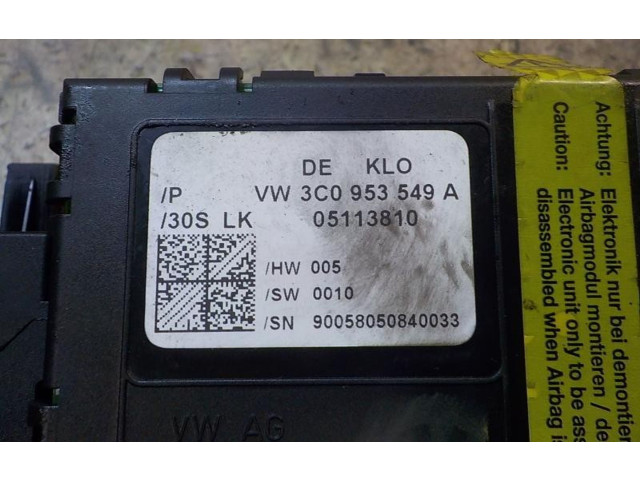 DE KLO
/P VW 3C0 953 549 A
/30S LK 05113810
/HW 005
/SW 0010
/SN 90058050840033
VW AG
Achtung:
Elektronik nur bei demontier
Airbagmodul montieren / de
Caution:
Electronic unit only to be ass
disassembled when Airbag i